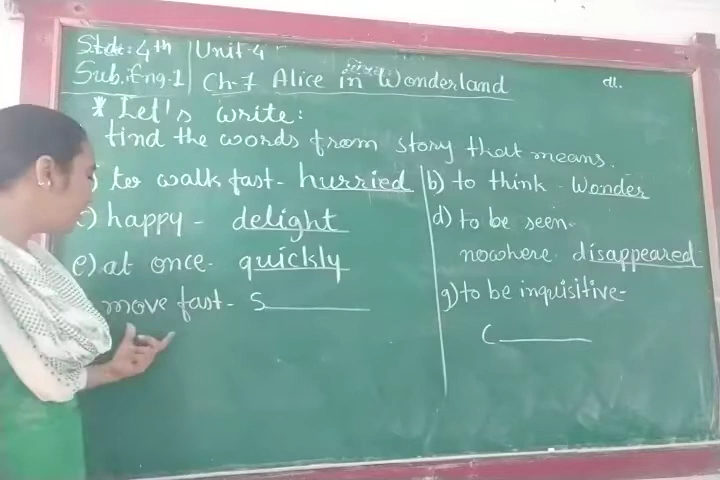 Std: 4th | Unit-4
Sub: Eng-1 | Ch-7 Alice in Wonderland
dt.
* Let's write:
find the words from story that means.
) to walk fast- hurried
b) to think - Wonder
c) happy - delight
d) to be seen-
nowhere disappeared
e) at once- quickly
move fast- S______
g) to be inquisitive-
C______